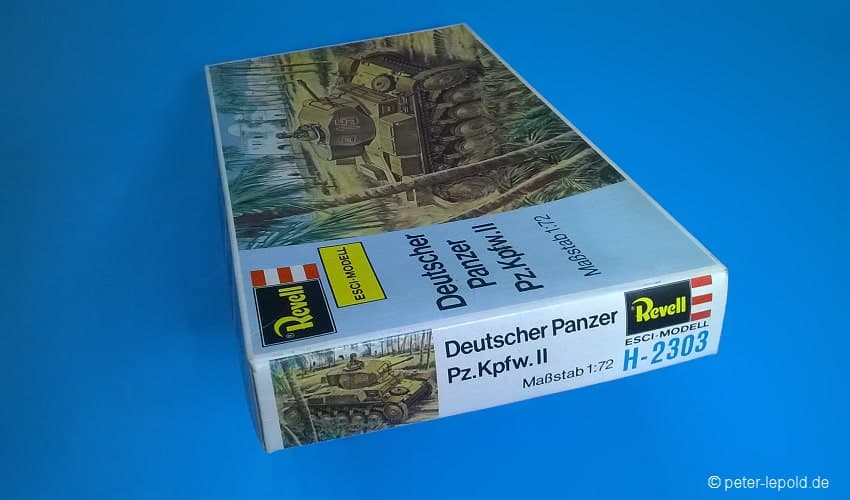 Revell
ESCI-MODELL
Deutscher
Panzer
Pz.Kpfw.II
Maßstab 1:72
Deutscher Panzer
Pz.Kpfw. II
Maßstab 1:72
Revell
ESCI-MODELL
H-2303
© peter-lepold.de